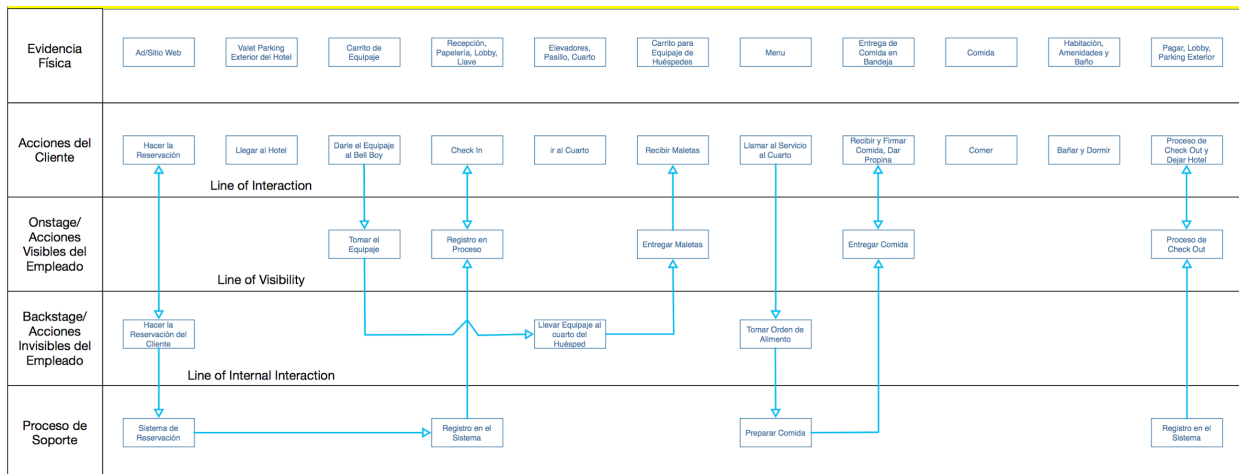 Evidencia
Física
Ad/Sitio Web
Valet Parking
Exterior del Hotel
Carrito de
Equipaje
Recepción,
Papelería, Lobby,
Llave
Elevadores,
Pasillo, Cuarto
Carrito para
Equipaje de
Huéspedes
Menu
Entrega de
Comida en
Bandeja
Comida
Habitación,
Amenidades y
Baño
Pagar, Lobby,
Parking Exterior
Acciones del
Cliente
Hacer la
Reservación
Llegar al Hotel
Darle el Equipaje
al Bell Boy
Check In
ir al Cuarto
Recibir Maletas
Llamar al Servicio
al Cuarto
Recibir y Firmar
Comida, Dar
Propina
Comer
Bañar y Dormir
Proceso de
Check Out y
Dejar Hotel
Line of Interaction
Onstage/
Acciones
Visibles del
Empleado
Tomar el
Equipaje
Registro en
Proceso
Entregar Maletas
Entregar Comida
Proceso de
Check Out
Line of Visibility
Backstage/
Acciones
Invisibles del
Empleado
Hacer la
Reservación del
Cliente
Llevar Equipaje al
cuarto del
Huésped
Tomar Orden de
Alimento
Line of Internal Interaction
Proceso de
Soporte
Sistema de
Reservación
Registro en el
Sistema
Preparar Comida
Registro en el
Sistema